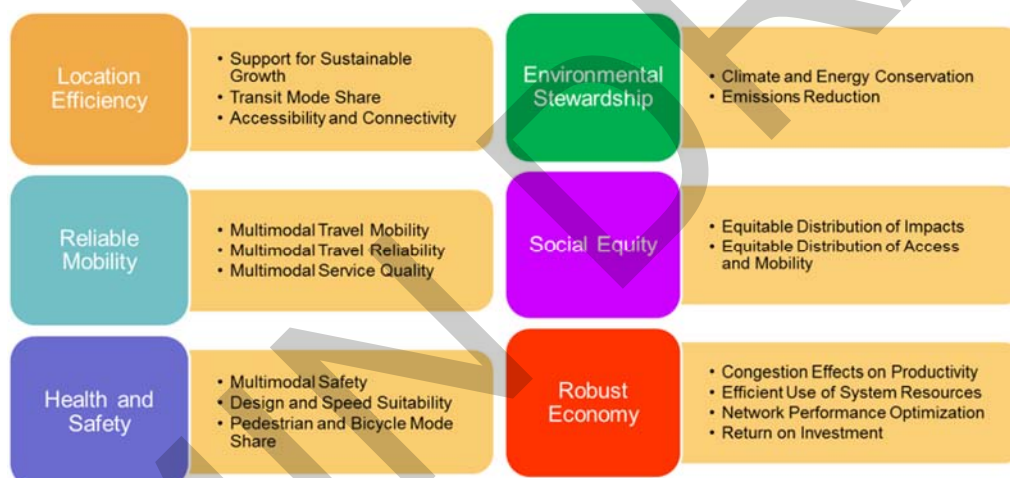 Location
Efficiency
• Support for Sustainable
Growth
• Transit Mode Share
• Accessibility and Connectivity
Environmental
Stewardship
• Climate and Energy Conservation
• Emissions Reduction
Reliable
Mobility
• Multimodal Travel Mobility
• Multimodal Travel Reliability
• Multimodal Service Quality
Social Equity
• Equitable Distribution of Impacts
• Equitable Distribution of Access
and Mobility
Health and
Safety
• Multimodal Safety
• Design and Speed Suitability
• Pedestrian and Bicycle Mode
Share
Robust
Economy
• Congestion Effects on Productivity
• Efficient Use of System Resources
• Network Performance Optimization
• Return on Investment